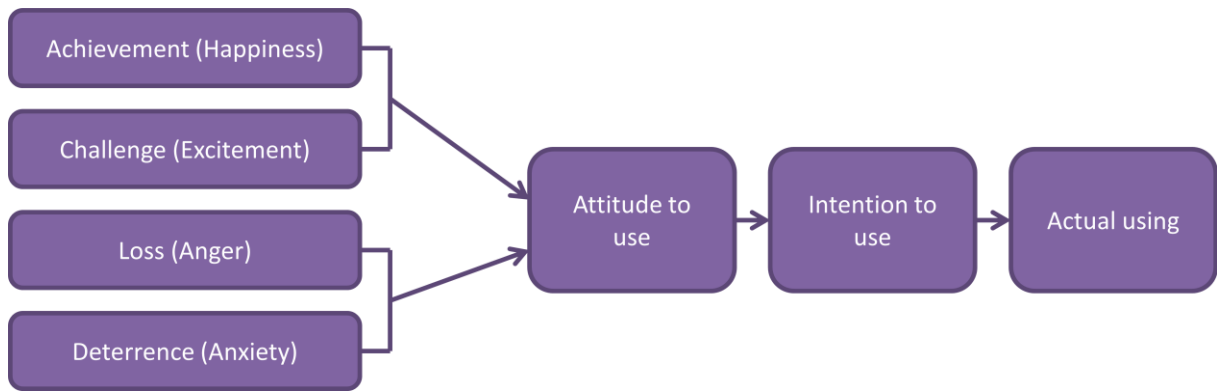 Achievement (Happiness)
Challenge (Excitement)
Loss (Anger)
Deterrence (Anxiety)
Attitude to
use
Intention to
use
Actual using